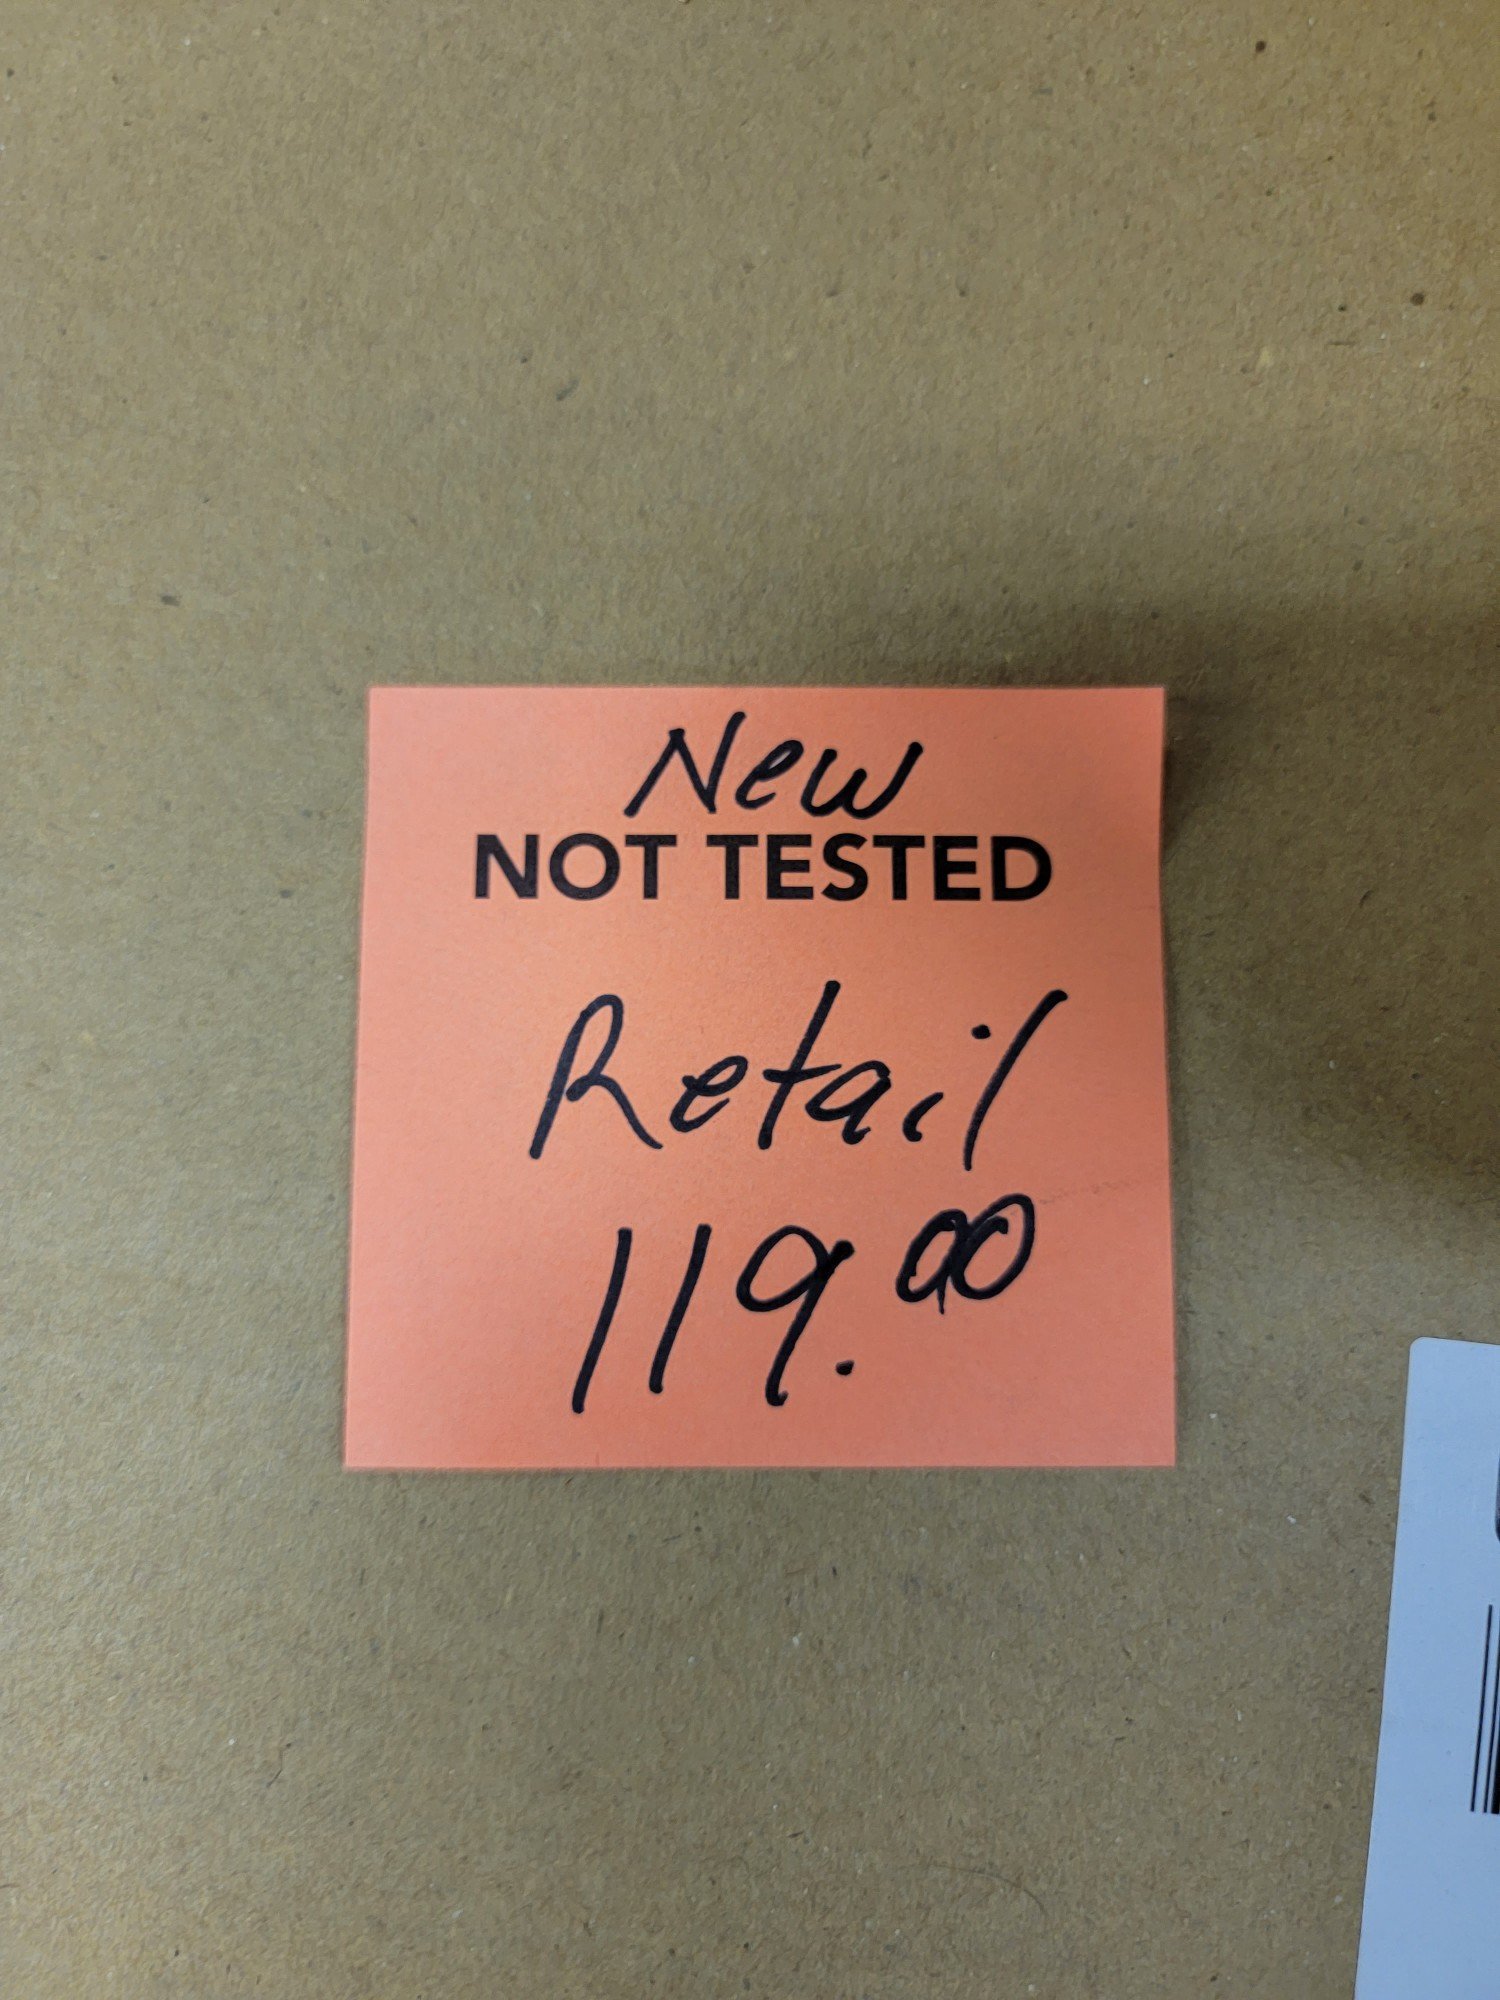 New
NOT TESTED
Retail
119.00